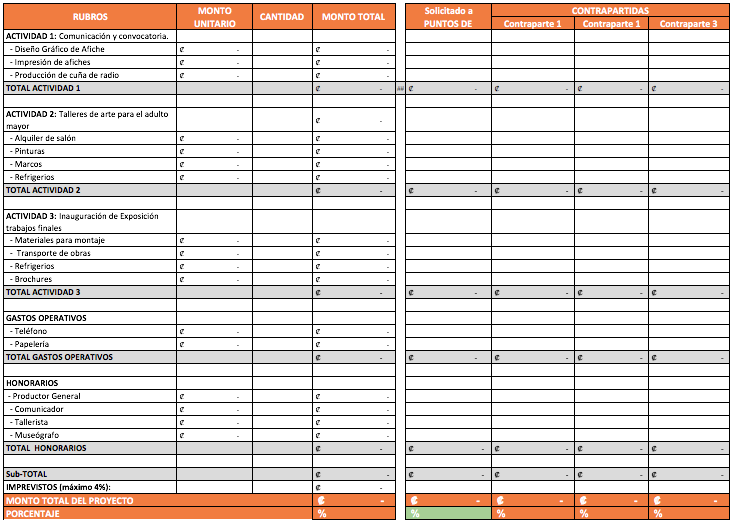 RUBROS MONTO UNITARIO CANTIDAD MONTO TOTAL Solicitado a PUNTOS DE CONTRAPARTIDAS
Contraparte 1 Contraparte 1 Contraparte 3
ACTIVIDAD 1: Comunicación y convocatoria.
- Diseño Gráfico de Afiche ₡ - ₡ -
- Impresión de afiches ₡ - ₡ -
- Producción de cuña de radio ₡ - ₡ -
TOTAL ACTIVIDAD 1 ₡ - ## ₡ - ₡ - ₡ - ₡ -
ACTIVIDAD 2: Talleres de arte para el adulto
mayor ₡ -
- Alquiler de salón ₡ - ₡ -
- Pinturas ₡ - ₡ -
- Marcos ₡ - ₡ -
- Refrigerios ₡ - ₡ -
TOTAL ACTIVIDAD 2 ₡ - ₡ - ₡ - ₡ - ₡ -
ACTIVIDAD 3: Inauguración de Exposición
trabajos finales
- Materiales para montaje ₡ - ₡ -
- Transporte de obras ₡ - ₡ -
- Refrigerios ₡ - ₡ -
- Brochures ₡ - ₡ -
TOTAL ACTIVIDAD 3 ₡ - ₡ - ₡ - ₡ - ₡ -
GASTOS OPERATIVOS
- Teléfono ₡ - ₡ -
- Papelería ₡ - ₡ -
TOTAL GASTOS OPERATIVOS ₡ - ₡ - ₡ - ₡ - ₡ -
HONORARIOS
- Productor General ₡ - ₡ -
- Comunicador ₡ - ₡ -
- Tallerista ₡ - ₡ -
- Museógrafo ₡ - ₡ -
TOTAL HONORARIOS ₡ - ₡ - ₡ - ₡ - ₡ -
Sub-TOTAL ₡ - ₡ - ₡ - ₡ - ₡ -
IMPREVISTOS (máximo 4%): ₡ -
MONTO TOTAL DEL PROYECTO ₡ - ₡ - ₡ - ₡ - ₡ -
PORCENTAJE % % % % %